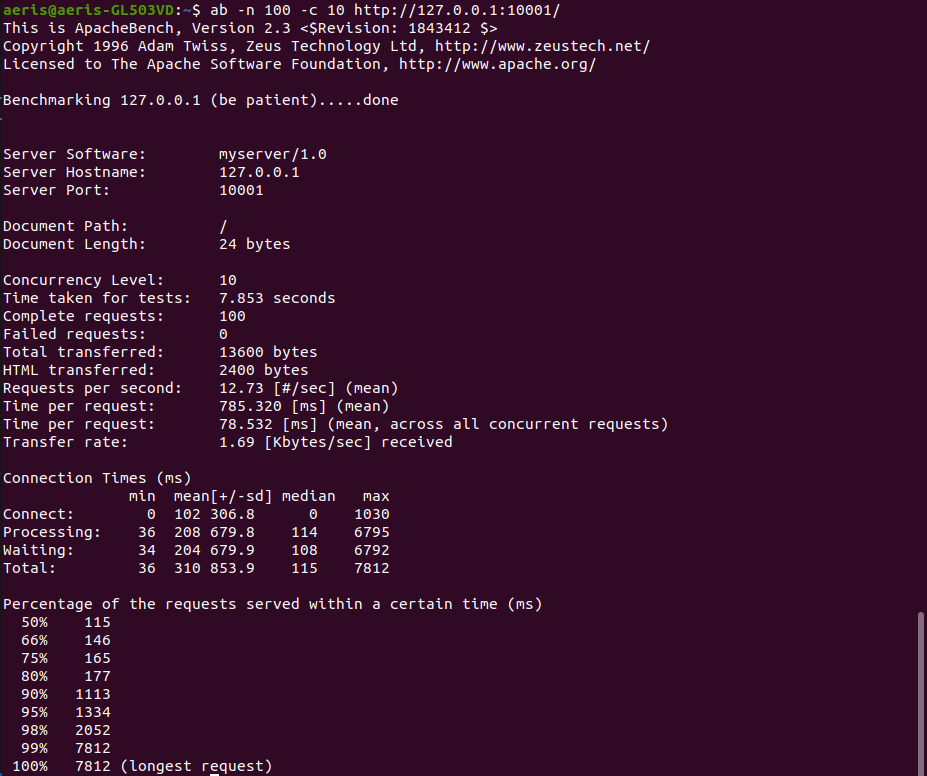 aeris@aeris-GL503VD:~$ ab -n 100 -c 10 http://127.0.0.1:10001/
This is ApacheBench, Version 2.3 <$Revision: 1843412 $>
Copyright 1996 Adam Twiss, Zeus Technology Ltd, http://www.zeustech.net/
Licensed to The Apache Software Foundation, http://www.apache.org/

Benchmarking 127.0.0.1 (be patient).....done


Server Software:        myserver/1.0
Server Hostname:        127.0.0.1
Server Port:            10001

Document Path:          /
Document Length:        24 bytes

Concurrency Level:      10
Time taken for tests:   7.853 seconds
Complete requests:      100
Failed requests:        0
Total transferred:      13600 bytes
HTML transferred:       2400 bytes
Requests per second:    12.73 [#/sec] (mean)
Time per request:       785.320 [ms] (mean)
Time per request:       78.532 [ms] (mean, across all concurrent requests)
Transfer rate:          1.69 [Kbytes/sec] received

Connection Times (ms)
              min  mean[+/-sd] median   max
Connect:        0  102 306.8      0    1030
Processing:    36  208 679.8    114    6795
Waiting:       34  204 679.9    108    6792
Total:         36  310 853.9    115    7812

Percentage of the requests served within a certain time (ms)
  50%    115
  66%    146
  75%    165
  80%    177
  90%   1113
  95%   1334
  98%   2052
  99%   7812
 100%   7812 (longest request)